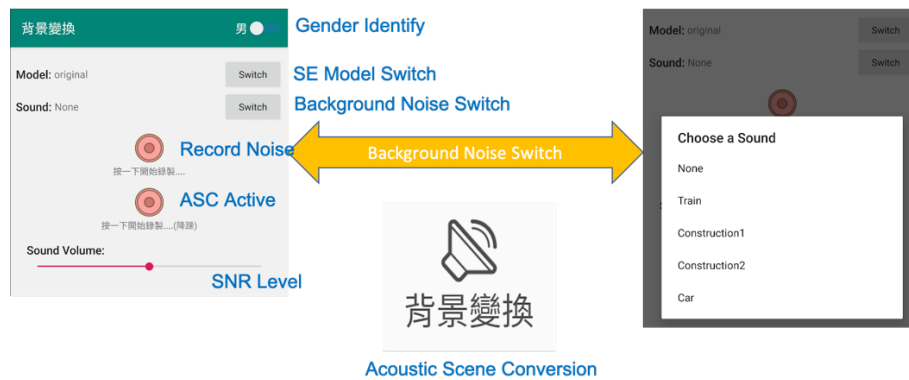 背景變換
男
Gender Identify
Model: original
Switch
SE Model Switch
Sound: None
Switch
Background Noise Switch
Record Noise
按一下開始錄製....
ASC Active
按一下開始錄製....(降躁)
Sound Volume:
SNR Level
Background Noise Switch
背景變換
Acoustic Scene Conversion
Model: original
Switch
Sound: None
Switch
Choose a Sound
None
Train
Construction1
Construction2
Car